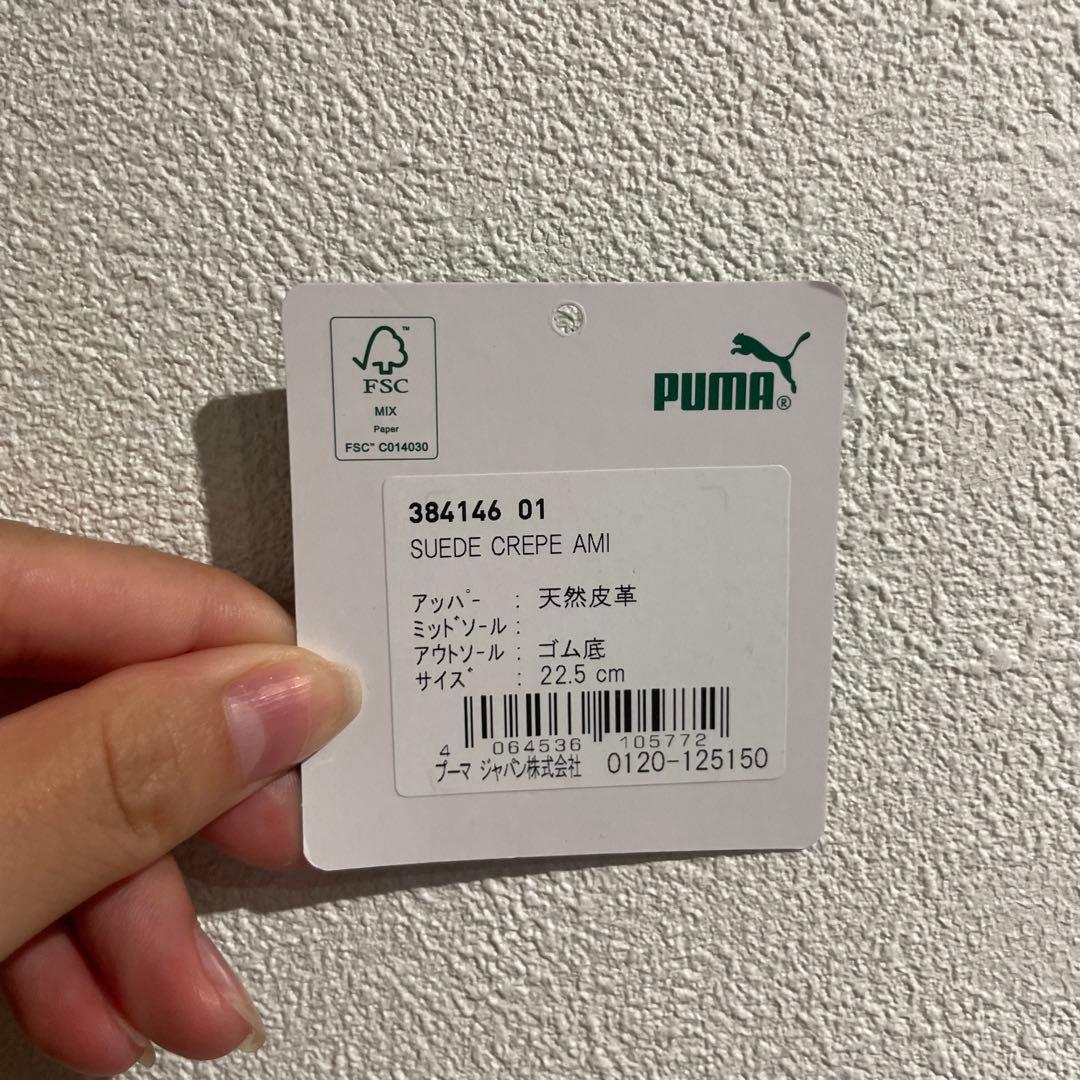 FSC
MIX
Paper
FSC™ C014030
PUMA®
384146 01
SUEDE CREPE AMI
ｱｯﾊﾟｰ : 天然皮革
ﾐｯﾄﾞｿｰﾙ :
ｱｳﾄｿｰﾙ : ゴム底
ｻｲｽﾞ : 22.5 cm
4 064536 105772
プーマ ジャパン株式会社 0120-125150